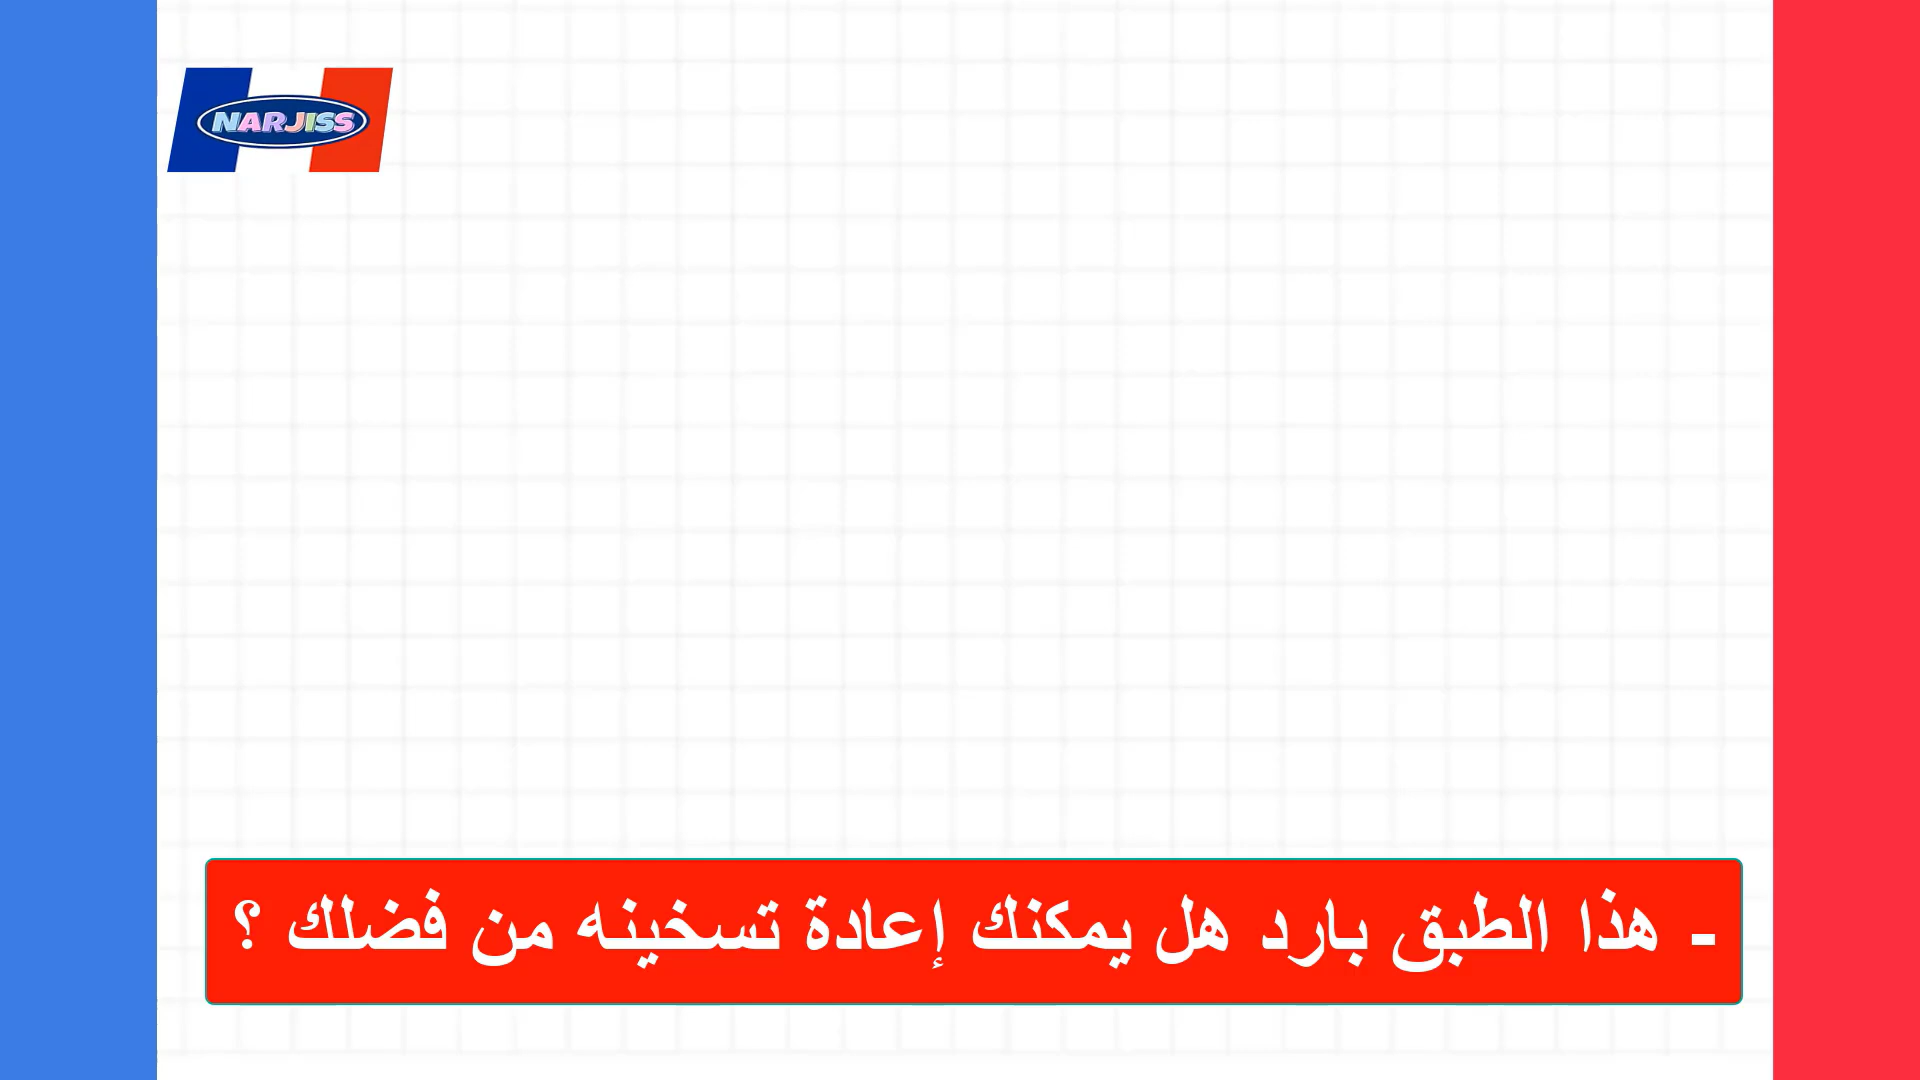 NARJISS
- هذا الطبق بارد هل يمكنك إعادة تسخينه من فضلك ؟